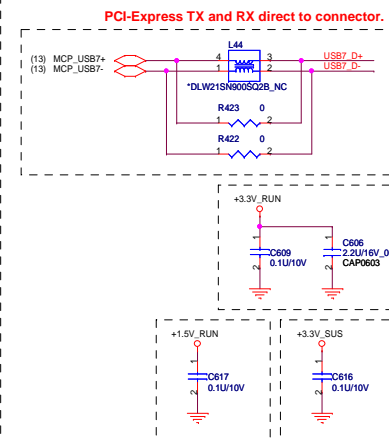 PCI-Express TX and RX direct to connector.
L44
(13) MCP_USB7+ 4 3 USB7_D+
(13) MCP_USB7- 1 2 USB7_D-
*DLW21SN900SQ2B_NC
R423 0
1 2
R422 0
1 2
+3.3V_RUN
1 1
C609 C606
0.1U/10V 2.2U/16V_0
CAP0603
2 2
+1.5V_RUN +3.3V_SUS
1 1
C617 C616
0.1U/10V 0.1U/10V
2 2